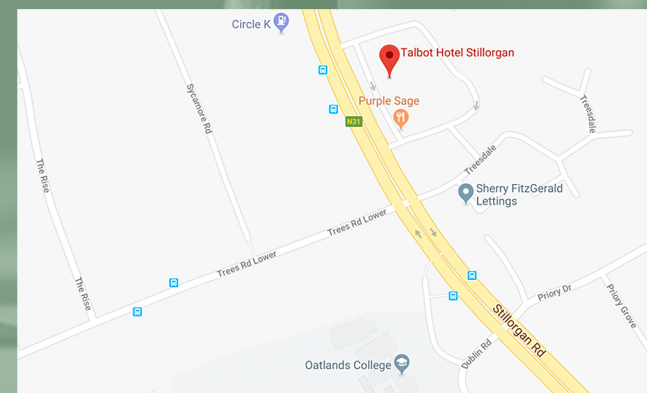 Circle K
Talbot Hotel Stillorgan
Sycamore Rd
Purple Sage
Treesdale
N31
The Rise
Treesdale
Sherry FitzGerald
Lettings
Trees Rd Lower
Trees Rd Lower
The Rise
Priory Dr
Priory Grove
Stillorgan Rd
Dublin Rd
Oatlands College